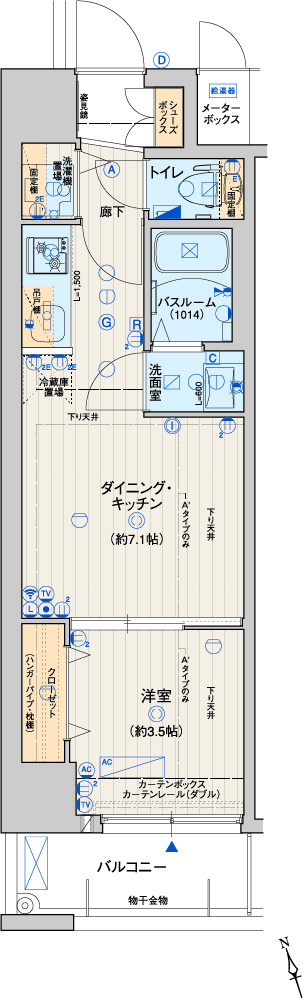 D
給湯器
メーター
ボックス
姿見鏡
シューズ
ボックス
固定棚
洗濯機
置場
2E
A
トイレ
E
固定棚
廊下
L=1,500
吊戸棚
バスルーム
(1014)
G
R
2
2E
2E
冷蔵庫
置場
洗面室
C
L=600
下り天井
I
2
ダイニング・
キッチン
(約7.1帖)
A'タイプのみ
下り天井
TV
L
2
クローゼット
(ハンガーパイプ・枕棚)
2
洋室
(約3.5帖)
A'タイプのみ
下り天井
AC
AC
2
TV
カーテンボックス
カーテンレール(ダブル)
バルコニー
物干金物
N